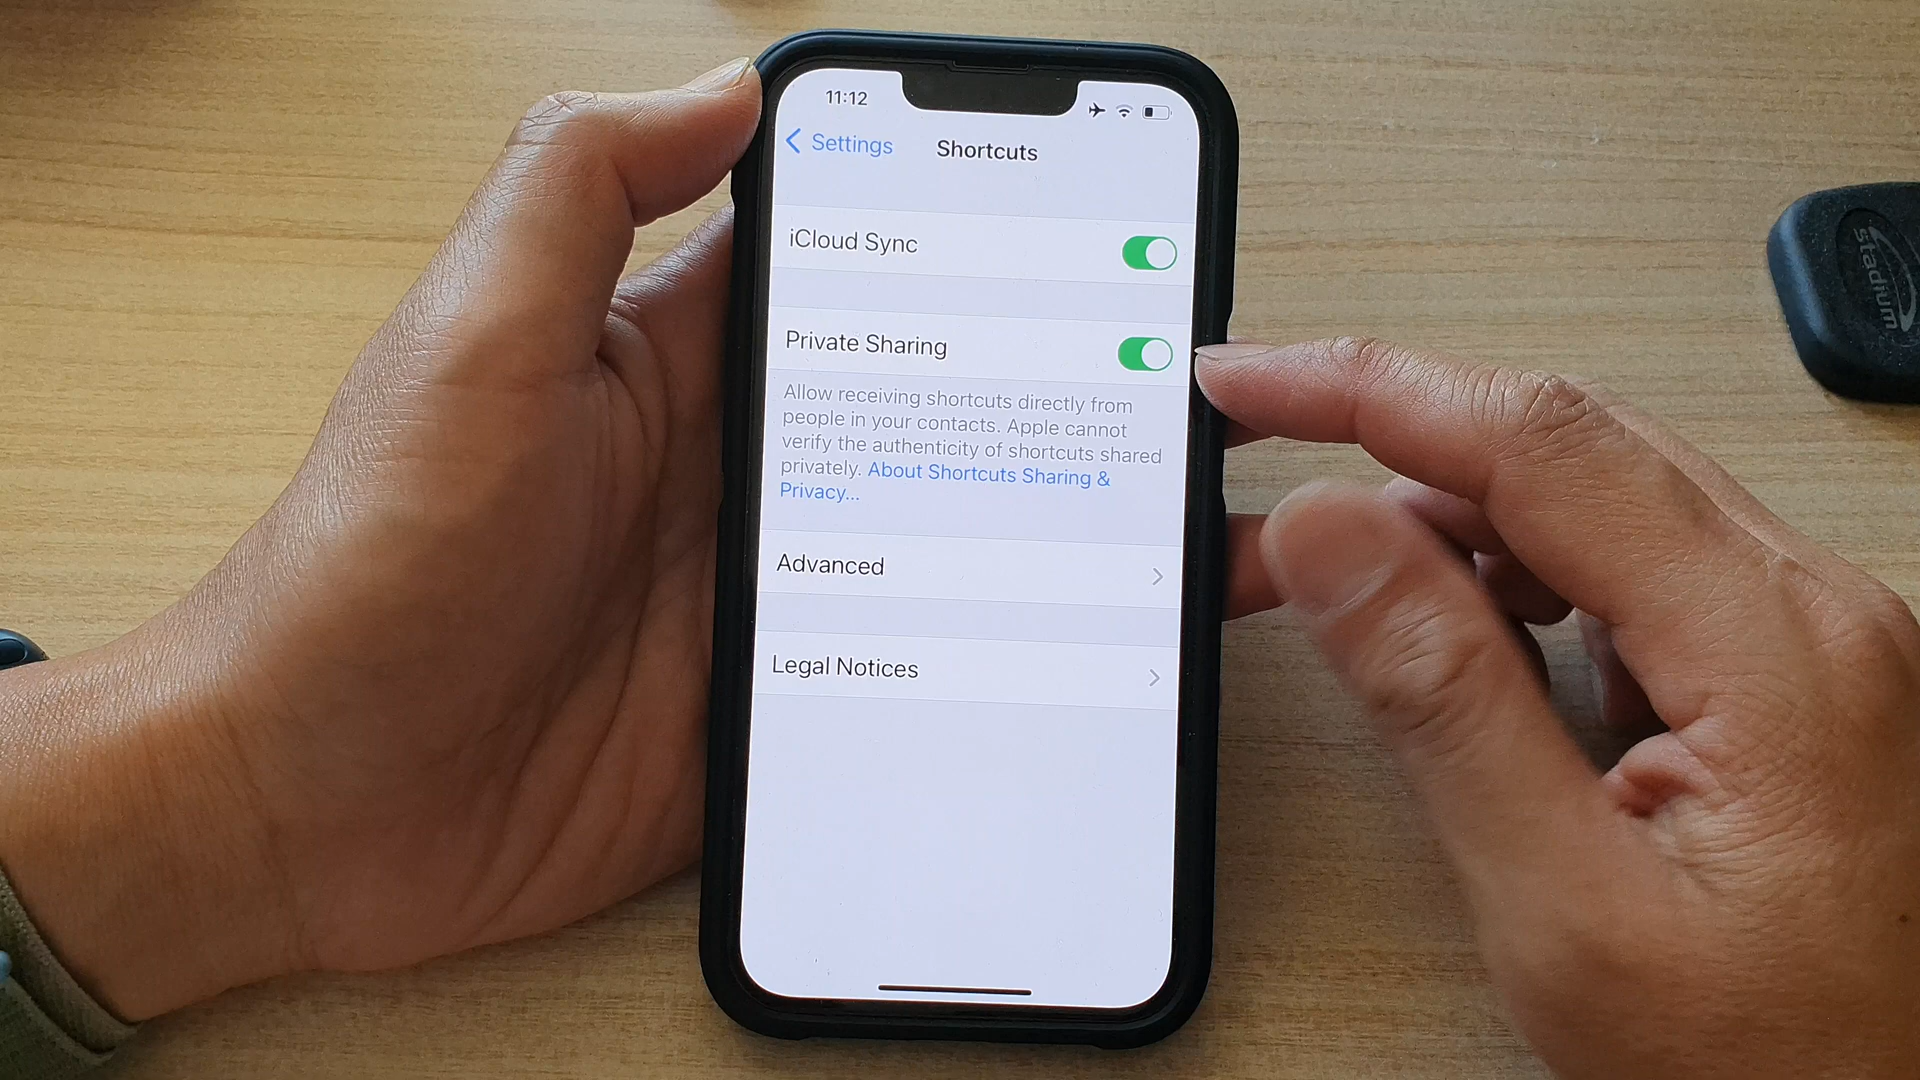 11:12
Settings
Shortcuts
iCloud Sync
Private Sharing
Allow receiving shortcuts directly from
people in your contacts. Apple cannot
verify the authenticity of shortcuts shared
privately. About Shortcuts Sharing &
Privacy...
Advanced
Legal Notices
stadium